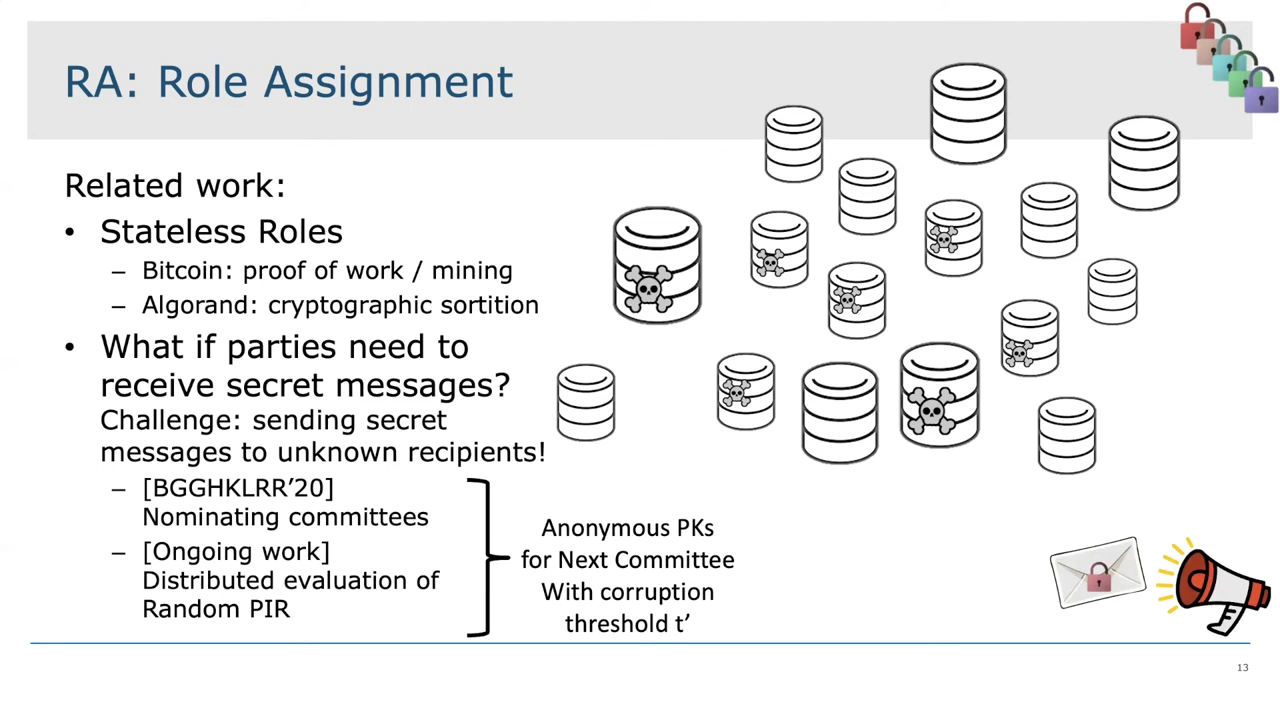 RA: Role Assignment
Related work:
• Stateless Roles
– Bitcoin: proof of work / mining
– Algorand: cryptographic sortition
• What if parties need to
receive secret messages?
Challenge: sending secret
messages to unknown recipients!
– [BGGHKLRR’20]
Nominating committees
– [Ongoing work]
Distributed evaluation of
Random PIR
Anonymous PKs
for Next Committee
With corruption
threshold t’
13